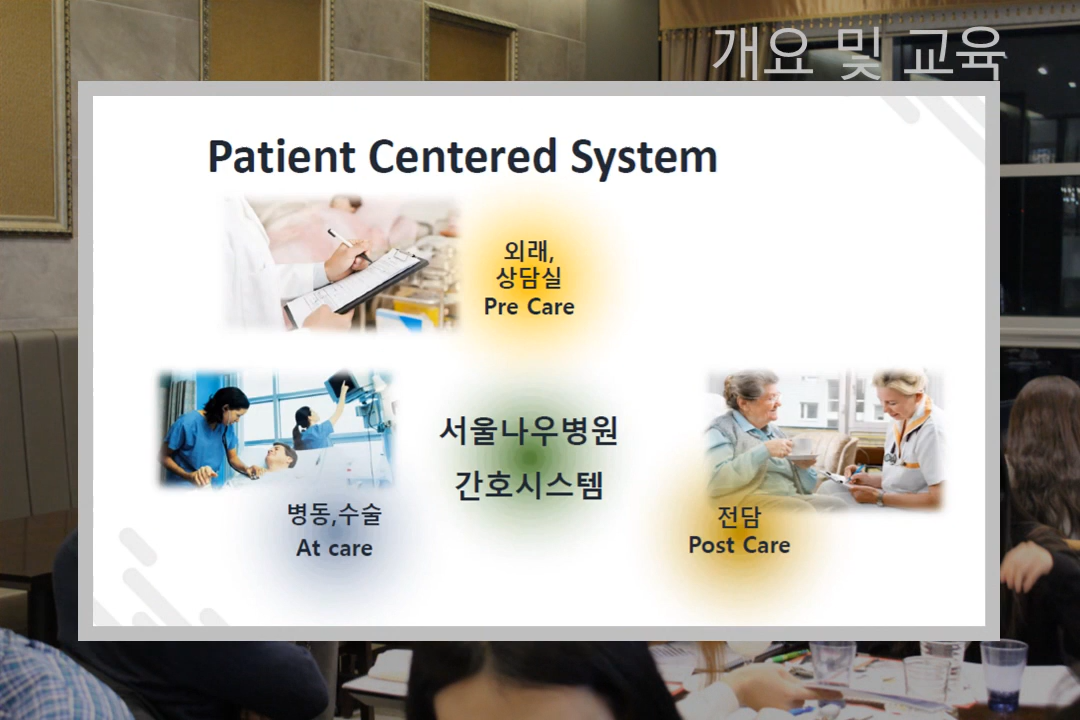 개요 및 교육
Patient Centered System
외래,
상담실
Pre Care
서울나우병원
간호시스템
병동,수술
At care
전담
Post Care